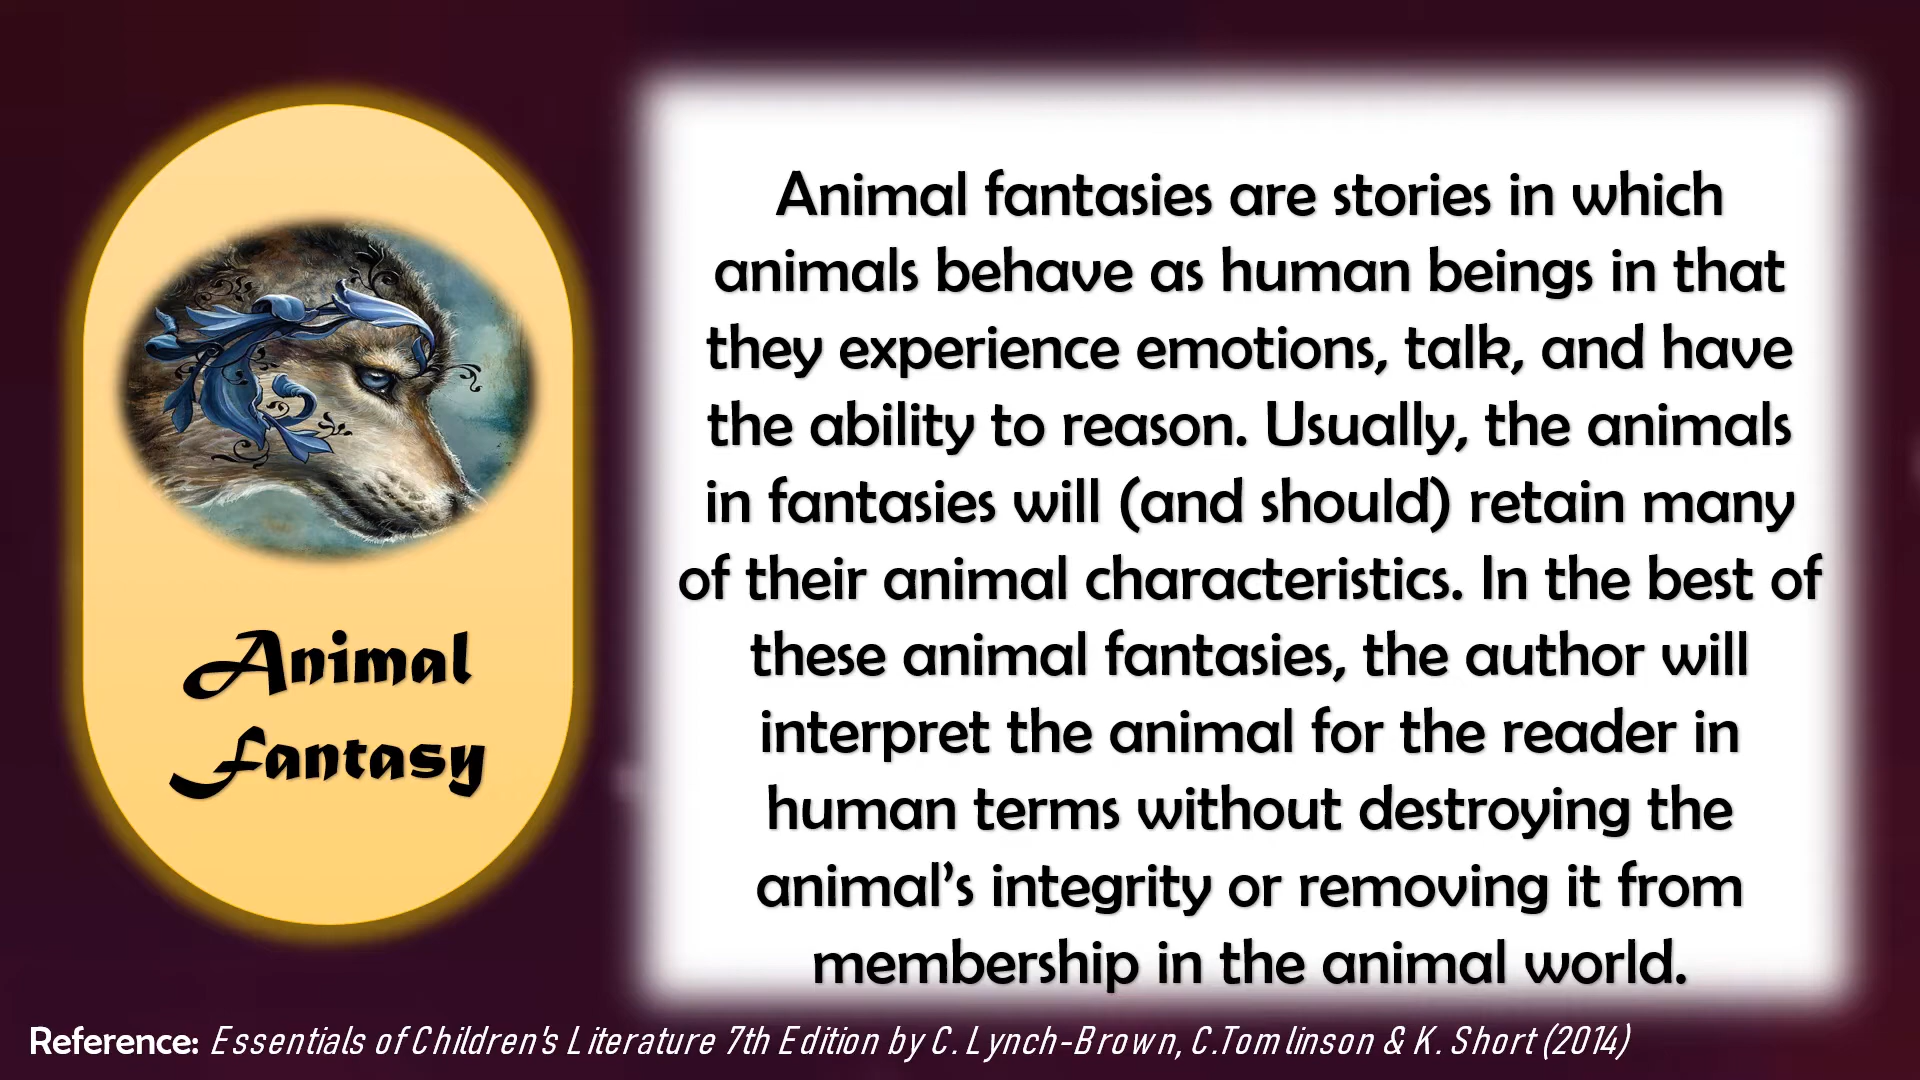 Animal
Fantasy
Animal fantasies are stories in which
animals behave as human beings in that
they experience emotions, talk, and have
the ability to reason. Usually, the animals
in fantasies will (and should) retain many
of their animal characteristics. In the best of
these animal fantasies, the author will
interpret the animal for the reader in
human terms without destroying the
animal’s integrity or removing it from
membership in the animal world.
Reference: Essentials of Children's Literature 7th Edition by C. Lynch-Brown, C.Tomlinson & K. Short (2014)